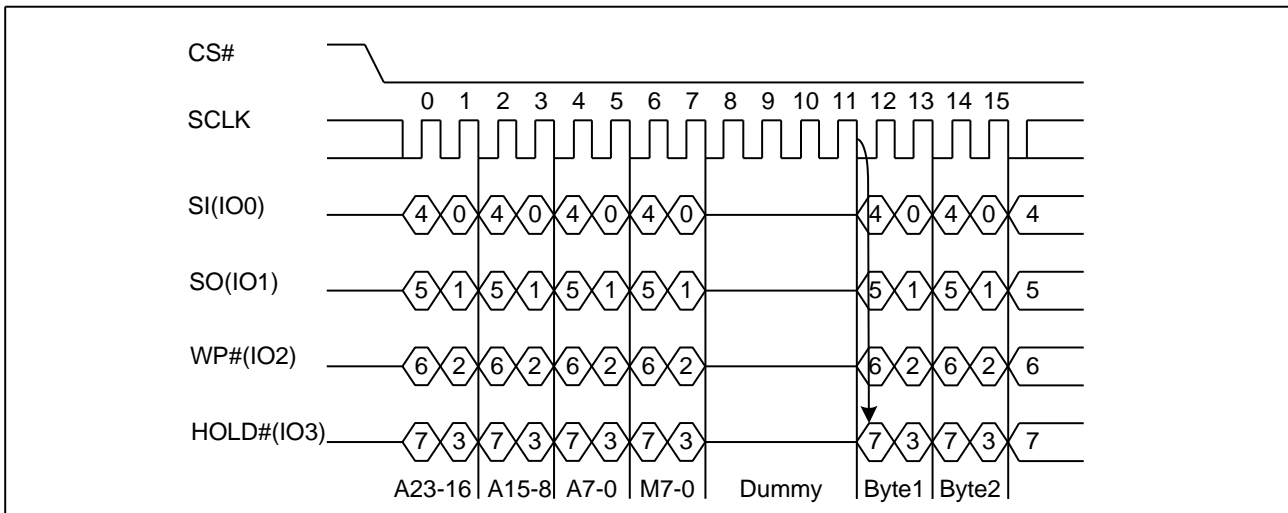 CS#
0 1 2 3 4 5 6 7 8 9 10 11 12 13 14 15
SCLK
SI(IO0) 4 0 4 0 4 0 4 0 4 0 4 0 4
SO(IO1) 5 1 5 1 5 1 5 1 5 1 5 1 5
WP#(IO2) 6 2 6 2 6 2 6 2 6 2 6 2 6
HOLD#(IO3) 7 3 7 3 7 3 7 3 7 3 7 3 7
A23-16 A15-8 A7-0 M7-0 Dummy Byte1 Byte2